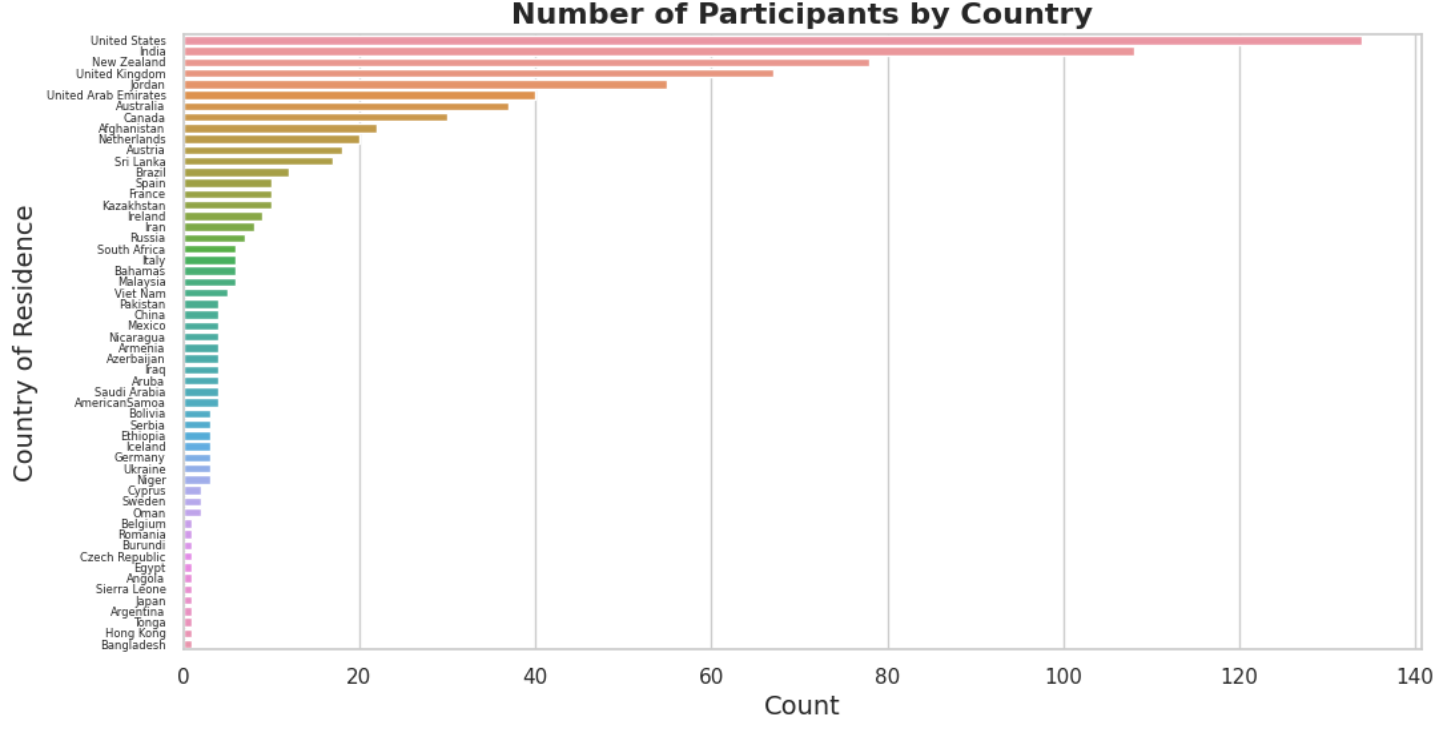 Number of Participants by Country
United States
India
New Zealand
United Kingdom
Jordan
United Arab Emirates
Australia
Canada
Afghanistan
Netherlands
Austria
Sri Lanka
Brazil
Spain
France
Kazakhstan
Ireland
Iran
Russia
South Africa
Italy
Bahamas
Malaysia
Viet Nam
Pakistan
China
Mexico
Nicaragua
Armenia
Azerbaijan
Iraq
Aruba
Saudi Arabia
AmericanSamoa
Bolivia
Serbia
Ethiopia
Iceland
Germany
Ukraine
Niger
Cyprus
Sweden
Oman
Belgium
Romania
Burundi
Czech Republic
Egypt
Angola
Sierra Leone
Japan
Argentina
Tonga
Hong Kong
Bangladesh
Country of Residence
0 20 40 60 80 100 120 140
Count